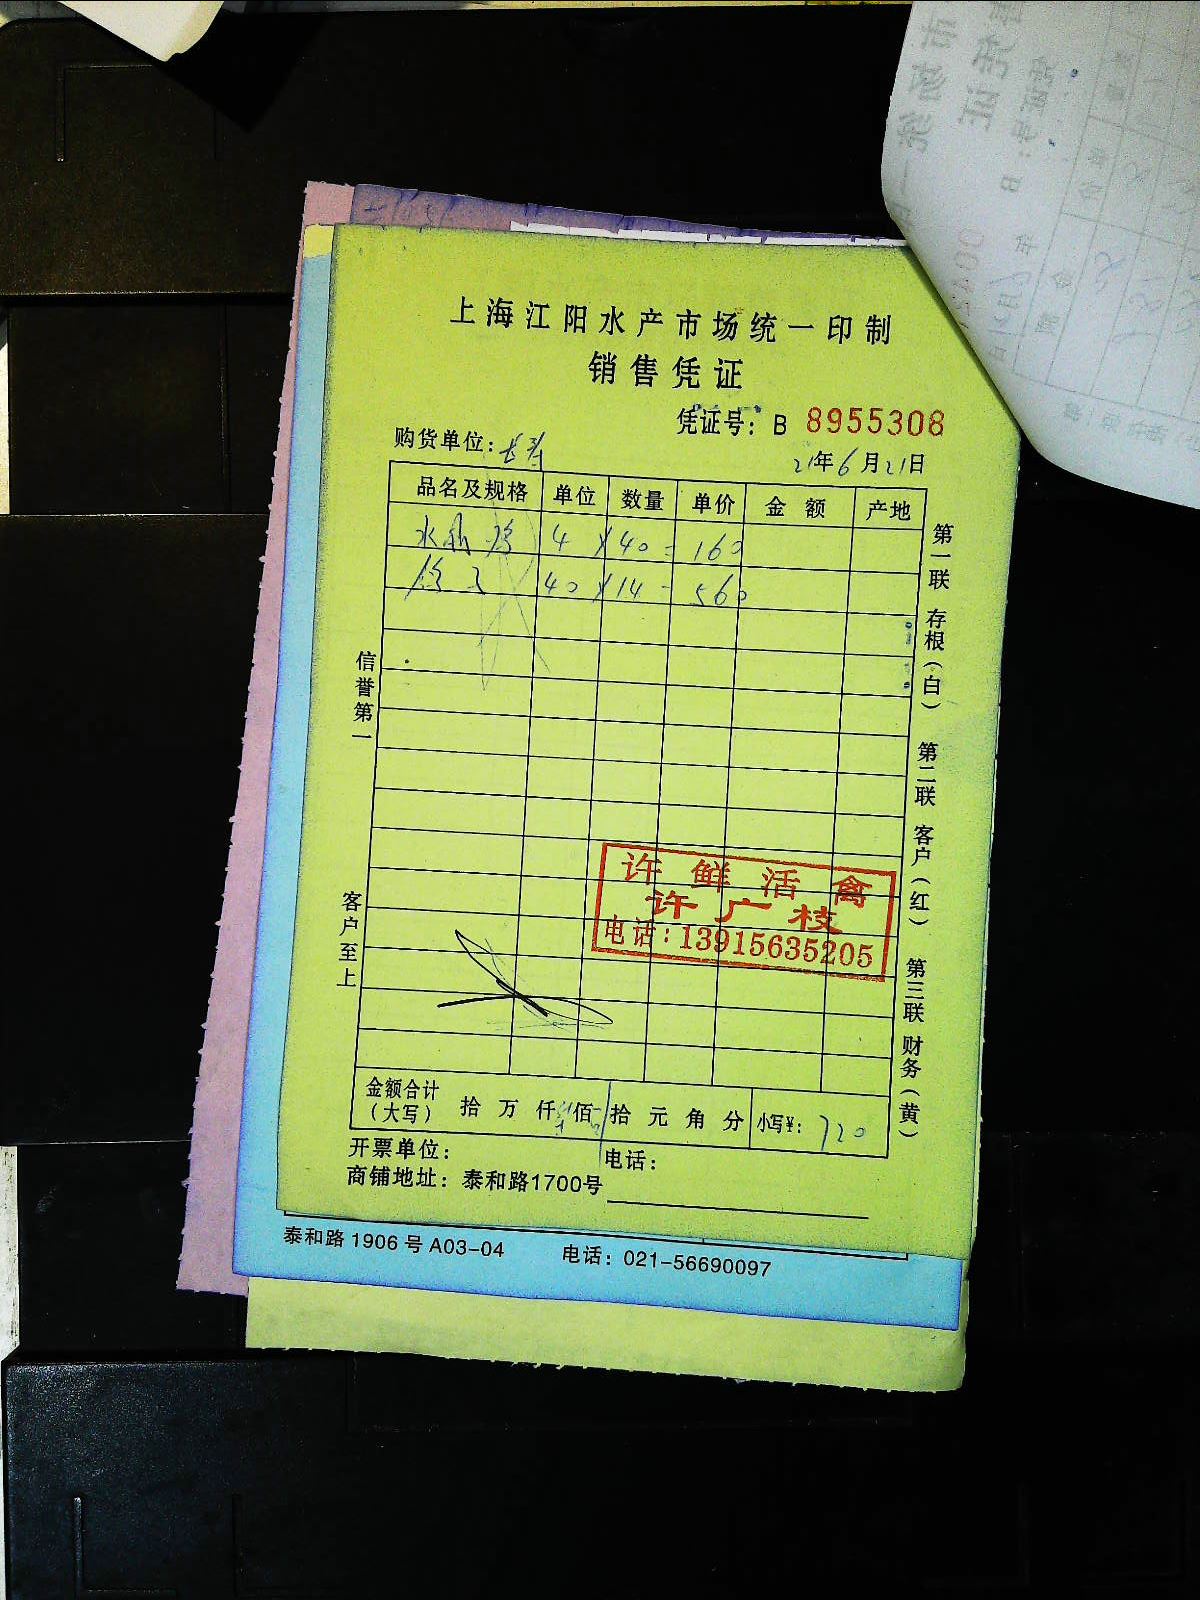 上海江阳水产市场统一印制
销售凭证
凭证号：B 8955308
购货单位：长寿
21年6月21日
品名及规格 单位 数量 单价 金额 产地
水 鸡 4 × 40 = 160
40 × 14 = 560
信誉第一
客户至上
第一联 存根（白） 第二联 客户（红） 第三联 财务（黄）
许鲜活禽
许广枝
电话：13915635205
金额合计（大写） 拾 万 仟 佰 拾 元 角 分 小写¥：720
开票单位： 电话：
商铺地址：泰和路1700号
泰和路1906号A03-04 电话：021-56690097